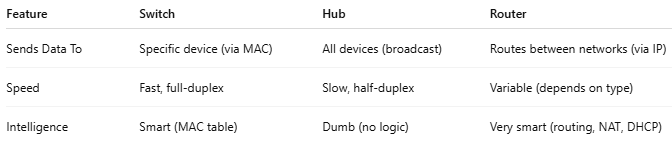 Feature Switch Hub Router
Sends Data To Specific device (via MAC) All devices (broadcast) Routes between networks (via IP)
Speed Fast, full-duplex Slow, half-duplex Variable (depends on type)
Intelligence Smart (MAC table) Dumb (no logic) Very smart (routing, NAT, DHCP)